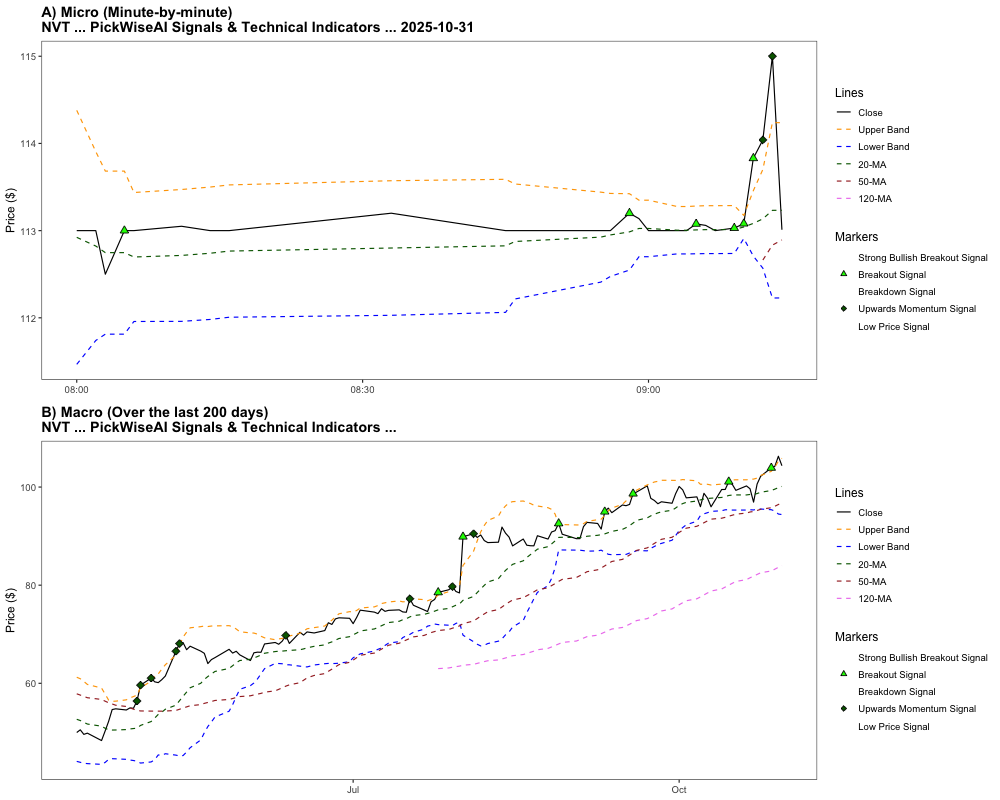 A) Micro (Minute-by-minute)
NVT ... PickWiseAI Signals & Technical Indicators ... 2025-10-31
Price ($)
115
114
113
112
08:00
08:30
09:00
Lines
Close
Upper Band
Lower Band
20-MA
50-MA
120-MA
Markers
Strong Bullish Breakout Signal
Breakout Signal
Breakdown Signal
Upwards Momentum Signal
Low Price Signal
B) Macro (Over the last 200 days)
NVT ... PickWiseAI Signals & Technical Indicators ...
Price ($)
100
80
60
Jul
Oct
Lines
Close
Upper Band
Lower Band
20-MA
50-MA
120-MA
Markers
Strong Bullish Breakout Signal
Breakout Signal
Breakdown Signal
Upwards Momentum Signal
Low Price Signal